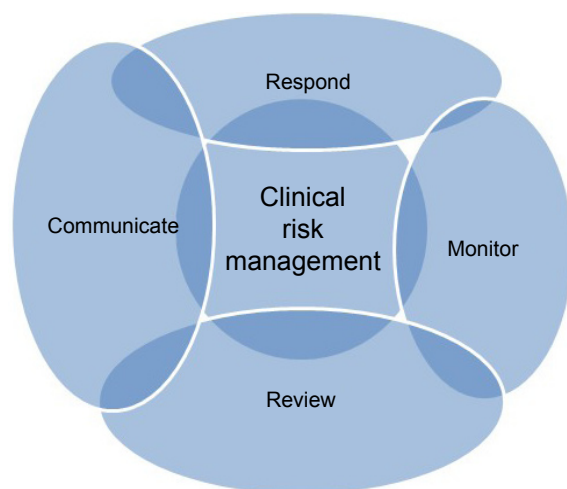 Respond
Communicate
Clinical
risk
management
Monitor
Review